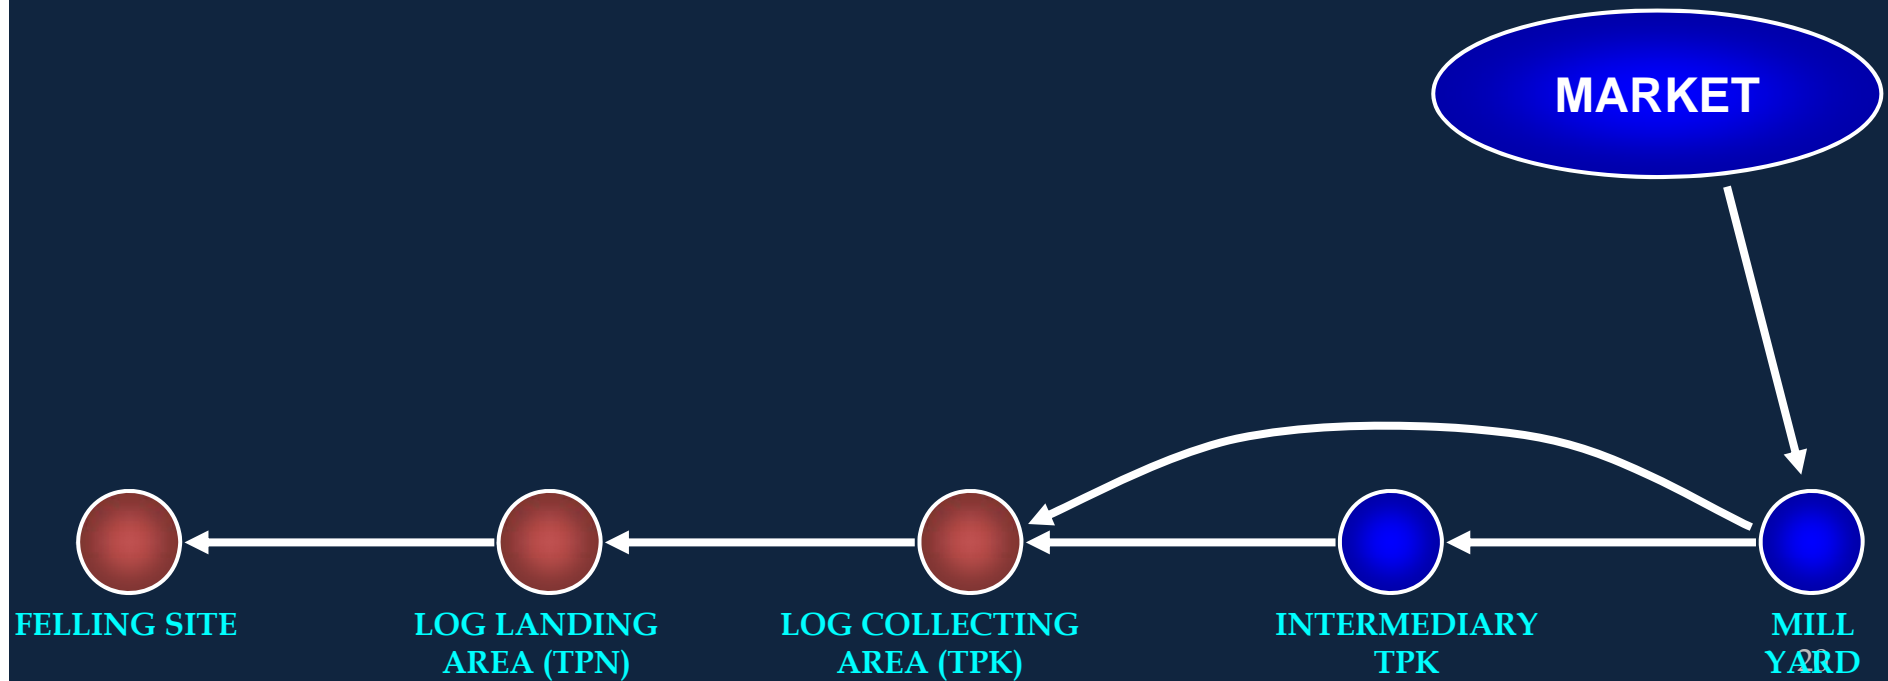 MARKET
FELLING SITE
LOG LANDING
AREA (TPN)
LOG COLLECTING
AREA (TPK)
INTERMEDIARY
TPK
MILL
YARD